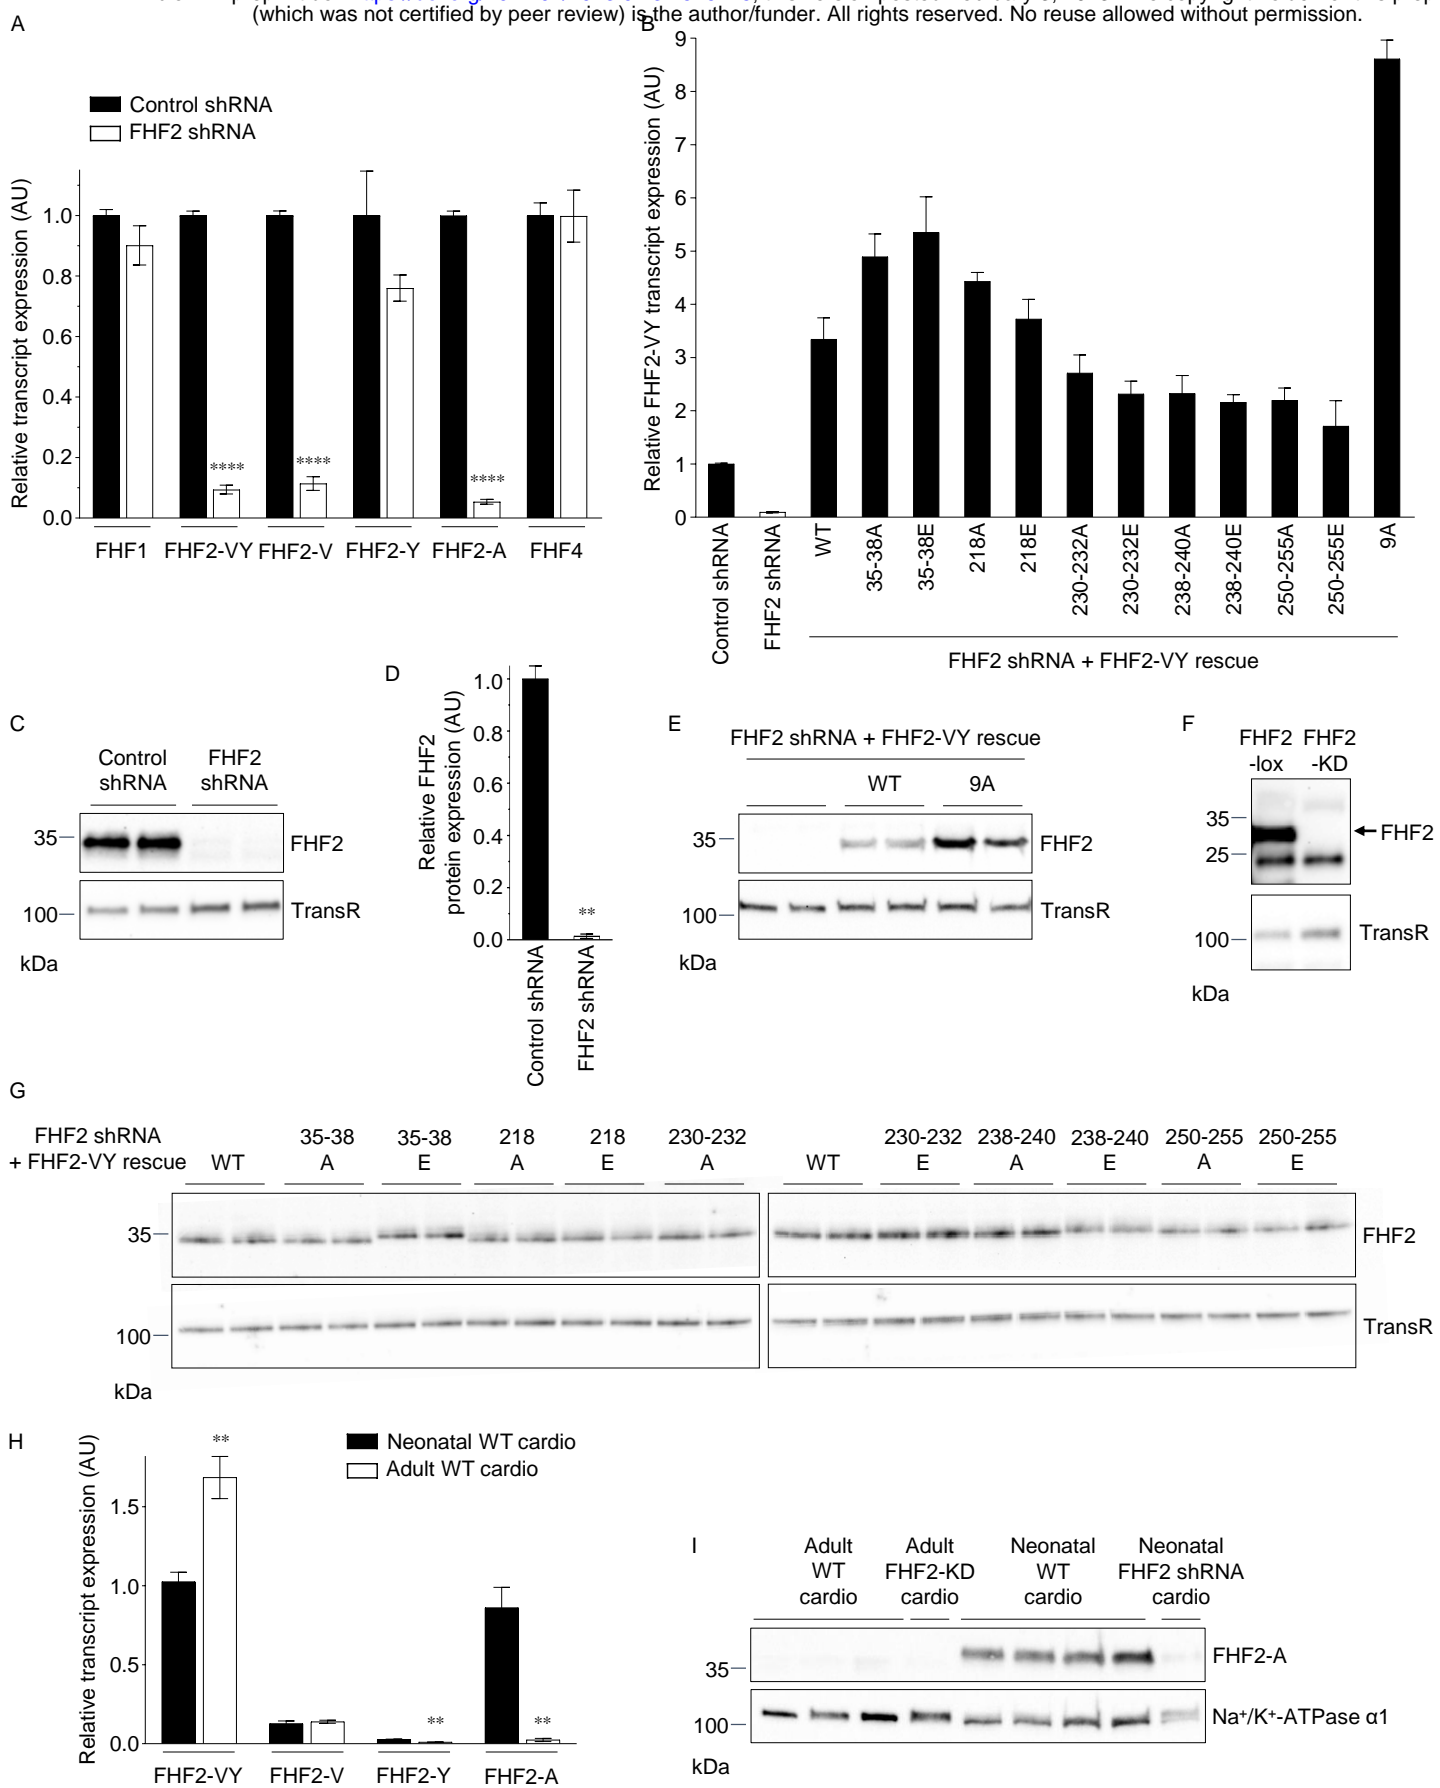 (which was not certified by peer review) is the author/funder. All rights reserved. No reuse allowed without permission.
A
Control shRNA
FHF2 shRNA
Relative transcript expression (AU)
1.0
0.8
0.6
0.4
0.2
0.0
**** **** ****
FHF1 FHF2-VY FHF2-V FHF2-Y FHF2-A FHF4
B
Relative FHF2-VY transcript expression (AU)
9
8
7
6
5
4
3
2
1
0
Control shRNA
FHF2 shRNA
WT
35-38A
35-38E
218A
218E
230-232A
230-232E
238-240A
238-240E
250-255A
250-255E
9A
FHF2 shRNA + FHF2-VY rescue
C
Control shRNA
FHF2 shRNA
35
FHF2
100
TransR
kDa
D
Relative FHF2
protein expression (AU)
1.0
0.8
0.6
0.4
0.2
0.0
**
Control shRNA
FHF2 shRNA
E
FHF2 shRNA + FHF2-VY rescue
WT 9A
35
FHF2
100
TransR
kDa
F
FHF2 FHF2
-lox -KD
35
FHF2
25
100
TransR
kDa
G
FHF2 shRNA 35-38 35-38 218 218 230-232 230-232 238-240 238-240 250-255 250-255
+ FHF2-VY rescue WT A E A E A WT E A E A E
35
FHF2
100
TransR
kDa
H
Neonatal WT cardio
Adult WT cardio
Relative transcript expression (AU)
1.5
1.0
0.5
0.0
** ** **
FHF2-VY FHF2-V FHF2-Y FHF2-A
I
Adult Adult Neonatal Neonatal
WT FHF2-KD WT FHF2 shRNA
cardio cardio cardio cardio
35
FHF2-A
100
Na⁺/K⁺-ATPase α1
kDa